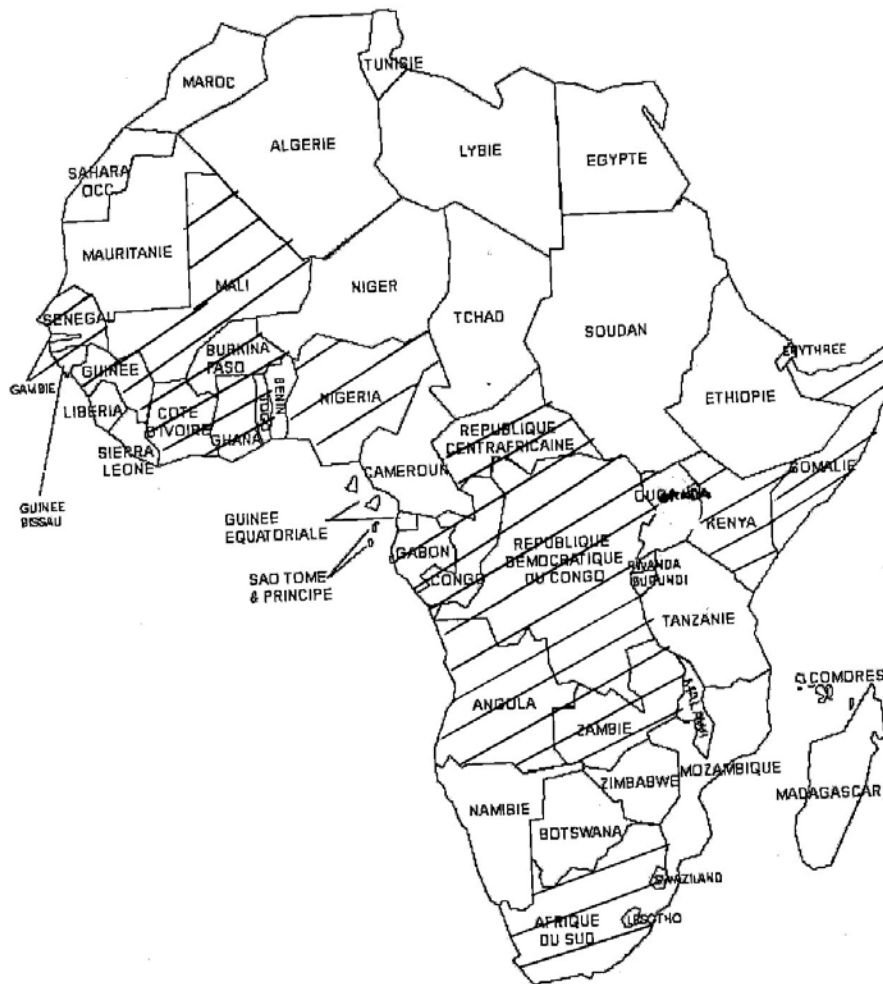 TUNISIE
MAROC
ALGERIE
LYBIE
EGYPTE
SAHARA
OCC
MAURITANIE
MALI
NIGER
TCHAD
SOUDAN
SENEGAL
GAMBIE
GUINEE
BURKINA
FASO
BENIN
TOGO
NIGERIA
ERYTHREE
ETHIOPIE
LIBERIA
COTE
D'IVOIRE
GHANA
SIERRA
LEONE
REPUBLIQUE
CENTRAFRICAINE
CAMEROUN
SOMALIE
OUGANDA
KENYA
GUINEE
BISSAU
GUINEE
EQUATORIALE
GABON
CONGO
REPUBLIQUE
DEMOCRATIQUE
DU CONGO
RWANDA
BURUNDI
SAO TOME
& PRINCIPE
TANZANIE
COMORES
ANGOLA
ZAMBIE
MALAWI
MOZAMBIQUE
ZIMBABWE
MADAGASCAR
NAMIBIE
BOTSWANA
SWAZILAND
AFRIQUE
DU SUD
LESOTHO